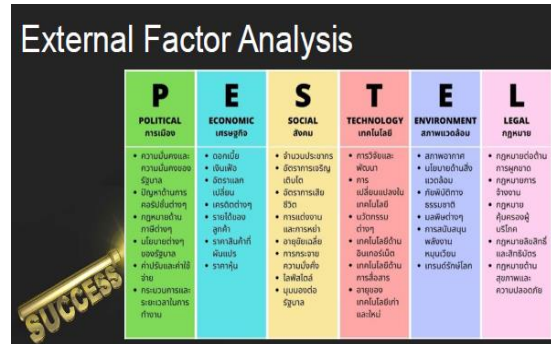 External Factor Analysis
P
POLITICAL
การเมือง
• ความมั่นคงและ
ความมั่นคงของ
รัฐบาล
• ปัญหาด้านการ
คอรัปชั่นต่างๆ
• กฎหมายด้าน
ภาษีต่างๆ
• นโยบายต่างๆ
ของรัฐบาล
• ค่าปรับและค่าใช้
จ่าย
• กระบวนการและ
ระยะเวลาในการ
ทำงาน
E
ECONOMIC
เศรษฐกิจ
• ดอกเบี้ย
• เงินเฟ้อ
• อัตราแลก
เปลี่ยน
• เครดิตต่างๆ
• รายได้ของ
ลูกค้า
• ราคาสินค้าที่
ผันแปร
• ราคาหุ้น
S
SOCIAL
สังคม
• จำนวนประชากร
• อัตราการเจริญ
เติบโต
• อัตราการเสีย
ชีวิต
• การแต่งงาน
และการหย่า
• อายุขัยเฉลี่ย
• การกระจาย
ความมั่งคั่ง
• ไลฟ์สไตล์
• มุมมองต่อ
รัฐบาล
T
TECHNOLOGY
เทคโนโลยี
• การวิจัยและ
พัฒนา
• การ
เปลี่ยนแปลงใน
เทคโนโลยี
• นวัตกรรม
ต่างๆ
• เทคโนโลยีด้าน
อินเทอร์เน็ต
• เทคโนโลยีด้าน
การสื่อสาร
• อายุของ
เทคโนโลยีเก่า
และใหม่
E
ENVIRONMENT
สภาพแวดล้อม
• สภาพอากาศ
• นโยบายด้านสิ่ง
แวดล้อม
• ภัยพิบัติทาง
ธรรมชาติ
• มลพิษต่างๆ
• การสนับสนุน
พลังงาน
หมุนเวียน
• เทรนด์รักษ์โลก
L
LEGAL
กฎหมาย
• กฎหมายต่อต้าน
การผูกขาด
• กฎหมายการ
จ้างงาน
• กฎหมาย
คุ้มครองผู้
บริโภค
• กฎหมายลิขสิทธิ์
และสิทธิบัตร
• กฎหมายด้าน
สุขภาพและ
ความปลอดภัย
SUCCESS